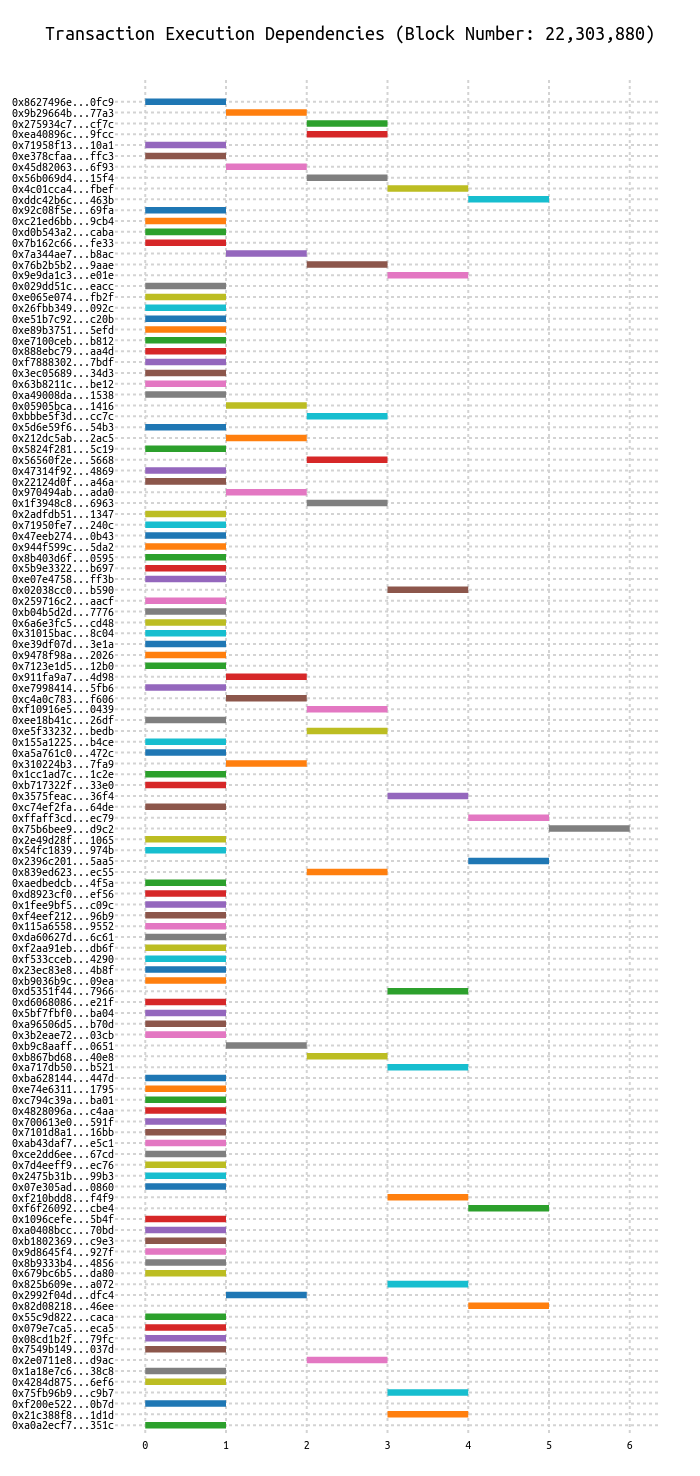 Transaction Execution Dependencies (Block Number: 22,303,880)
0x8627496e...0fc9
0x9b29664b...77a3
0x275934c7...cf7c
0xea40896c...9fcc
0x71958f13...10a1
0xe378cfaa...ffc3
0x45d82063...6f93
0x56b069d4...15f4
0x4c01cca4...fbef
0xddc42b6c...463b
0x92c08f5e...69fa
0xc21ed6bb...9cb4
0xd0b543a2...caba
0x7b162c66...fe33
0x7a344ae7...b8ac
0x76b2b5b2...9aae
0x9e9da1c3...e01e
0x029dd51c...eacc
0xe065e074...fb2f
0x26fbb349...092c
0xe51b7c92...c20b
0xe89b3751...5efd
0xe7100ceb...b812
0x888ebc79...aa4d
0xf7888302...7bdf
0x3ec05689...34d3
0x63b8211c...be12
0xa49008da...1538
0x05905bca...1416
0xbbbe5f3d...cc7c
0x5d6e59f6...54b3
0x212dc5ab...2ac5
0x5824f281...5c19
0x56560f2e...5668
0x47314f92...4869
0x22124d0f...a46a
0x970494ab...ada0
0x1f3948c8...6963
0x2adfdb51...1347
0x71950fe7...240c
0x47eeb274...0b43
0x944f599c...5da2
0x8b403d6f...0595
0x5b9e3322...b697
0xe07e4758...ff3b
0x02038cc0...b590
0x259716c2...aacf
0xb04b5d2d...7776
0x6a6e3fc5...cd48
0x31015bac...8c04
0xe39df07d...3e1a
0x9478f98a...2026
0x7123e1d5...12b0
0x911fa9a7...4d98
0xe7998414...5fb6
0xc4a0c783...f606
0xf10916e5...0439
0xee18b41c...26df
0xe5f33232...bedb
0x155a1225...b4ce
0xa5a761c0...472c
0x310224b3...7fa9
0x1cc1ad7c...1c2e
0xb717322f...33e0
0x3575feac...36f4
0xc74ef2fa...64de
0xffaff3cd...ec79
0x75b6bee9...d9c2
0x2e49d28f...1065
0x54fc1839...974b
0x2396c201...5aa5
0x839ed623...ec55
0xaedbedcb...4f5a
0xd8923cf0...ef56
0x1fee9bf5...c09c
0xf4eef212...96b9
0x115a6558...9552
0xda60627d...6c61
0xf2aa91eb...db6f
0xf533cceb...4290
0x23ec83e8...4b8f
0xb9036b9c...09ea
0xd5351f44...7966
0xd6068086...e21f
0x5bf7fbf0...ba04
0xa96506d5...b70d
0x3b2eae72...03cb
0xb9c8aaff...0651
0xb867bd68...40e8
0xa717db50...b521
0xba628144...447d
0xe74e6311...1795
0xc794c39a...ba01
0x4828096a...c4aa
0x700613e0...591f
0x7101d8a1...16bb
0xab43daf7...e5c1
0xce2dd6ee...67cd
0x7d4eeff9...ec76
0x2475b31b...99b3
0x07e305ad...0860
0xf210bdd8...f4f9
0xf6f26092...cbe4
0x1096cefe...5b4f
0xa0408bcc...70bd
0xb1802369...c9e3
0x9d8645f4...927f
0x8b9333b4...4856
0x679bc6b5...da80
0x825b609e...a072
0x2992f04d...dfc4
0x82d08218...46ee
0x55c9d822...caca
0x079e7ca5...eca5
0x08cd1b2f...79fc
0x7549b149...037d
0x2e0711e8...d9ac
0x1a18e7c6...38c8
0x4284d875...6ef6
0x75fb96b9...c9b7
0xf200e522...0b7d
0x21c388f8...1d1d
0xa0a2ecf7...351c
0 1 2 3 4 5 6